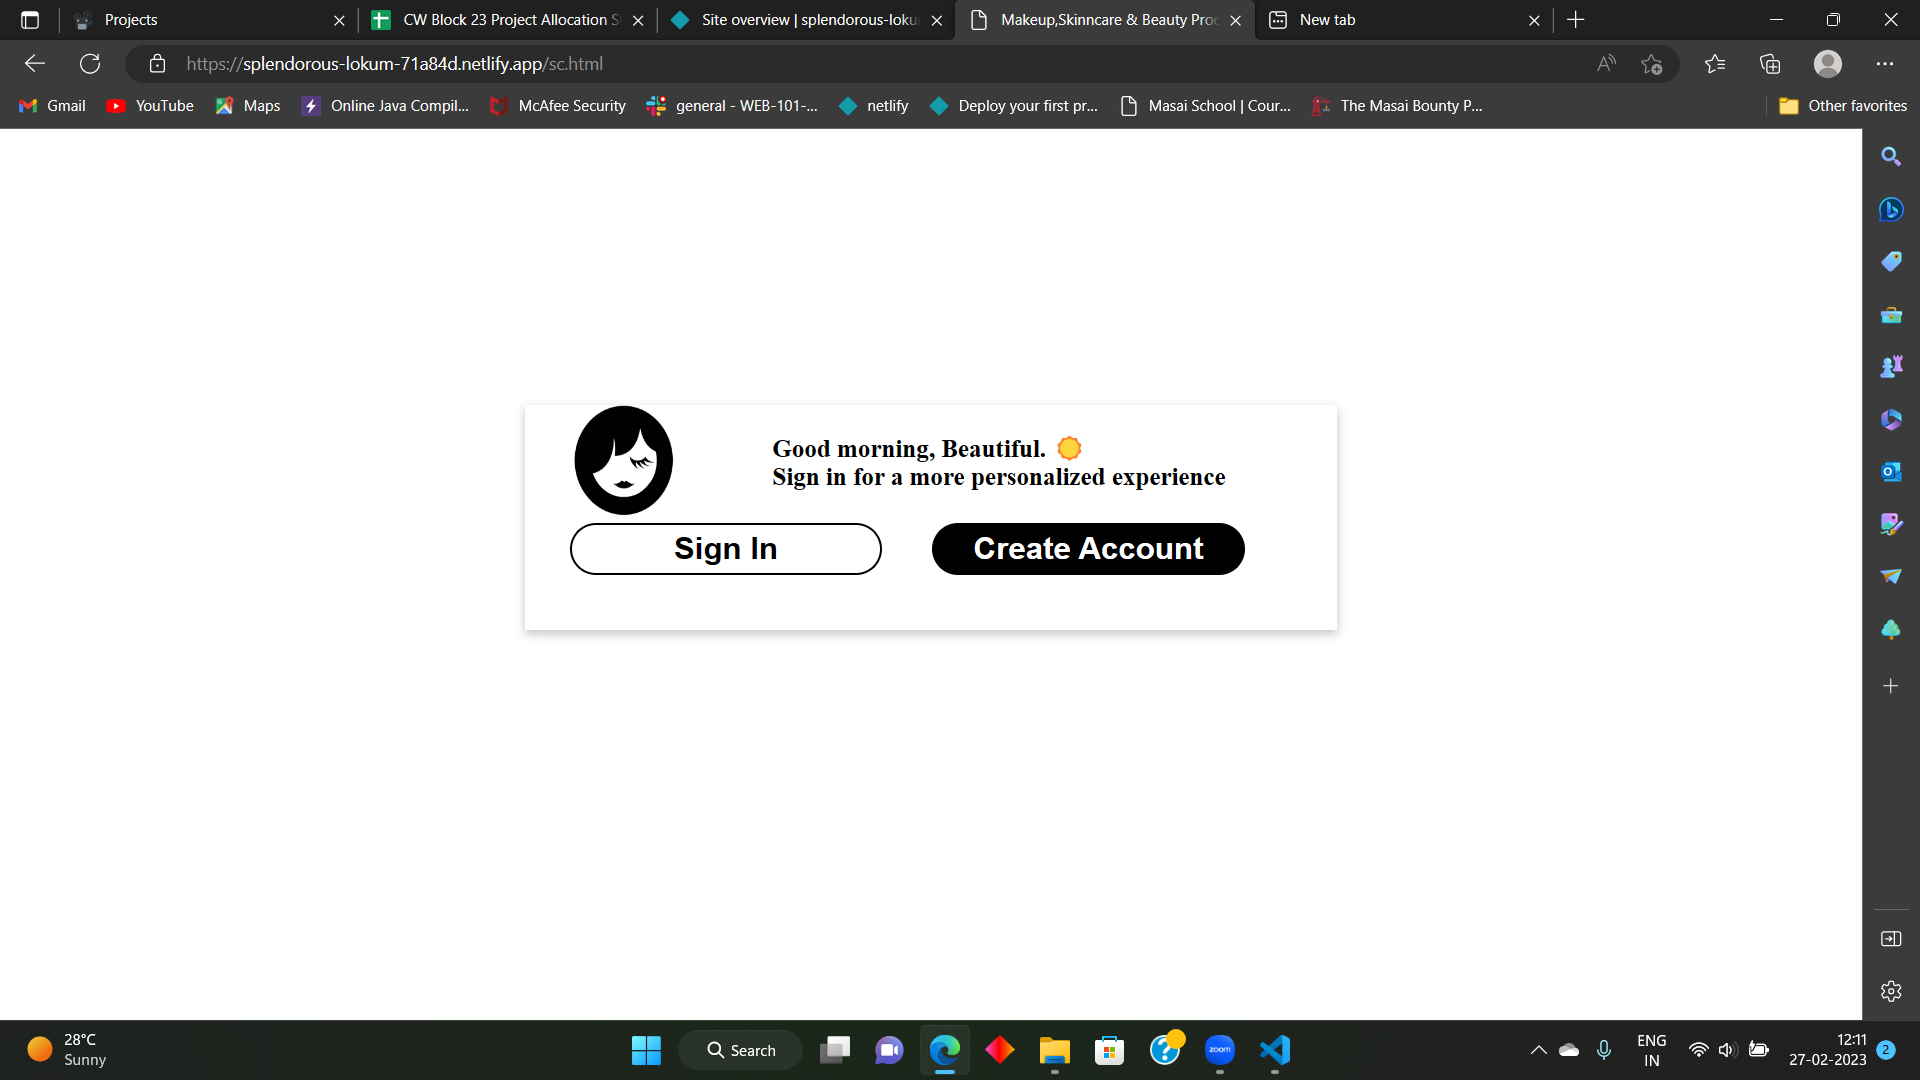 Projects
CW Block 23 Project Allocation S
Site overview | splendorous-loku
Makeup,Skinncare & Beauty Proc
New tab
https://splendorous-lokum-71a84d.netlify.app/sc.html
Gmail
YouTube
Maps
Online Java Compil...
McAfee Security
general - WEB-101-...
netlify
Deploy your first pr...
Masai School | Cour...
The Masai Bounty P...
Other favorites
Good morning, Beautiful.
Sign in for a more personalized experience
Sign In
Create Account
28°C
Sunny
Search
zoom
ENG
IN
12:11
27-02-2023
2